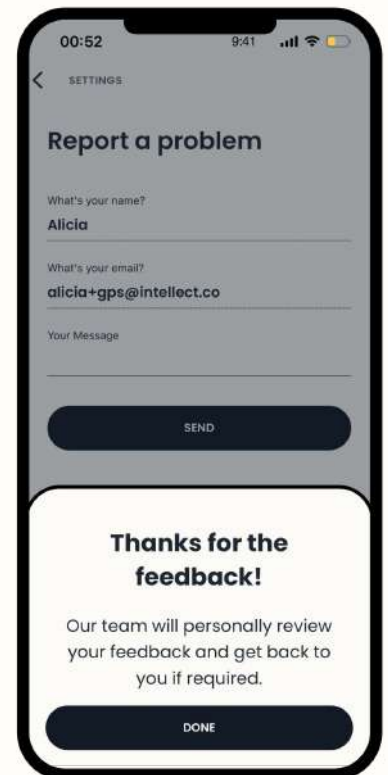 00:52 9:41
SETTINGS
Report a problem
What's your name?
Alicia
What's your email?
alicia+gps@intellect.co
Your Message
SEND
Thanks for the
feedback!
Our team will personally review
your feedback and get back to
you if required.
DONE